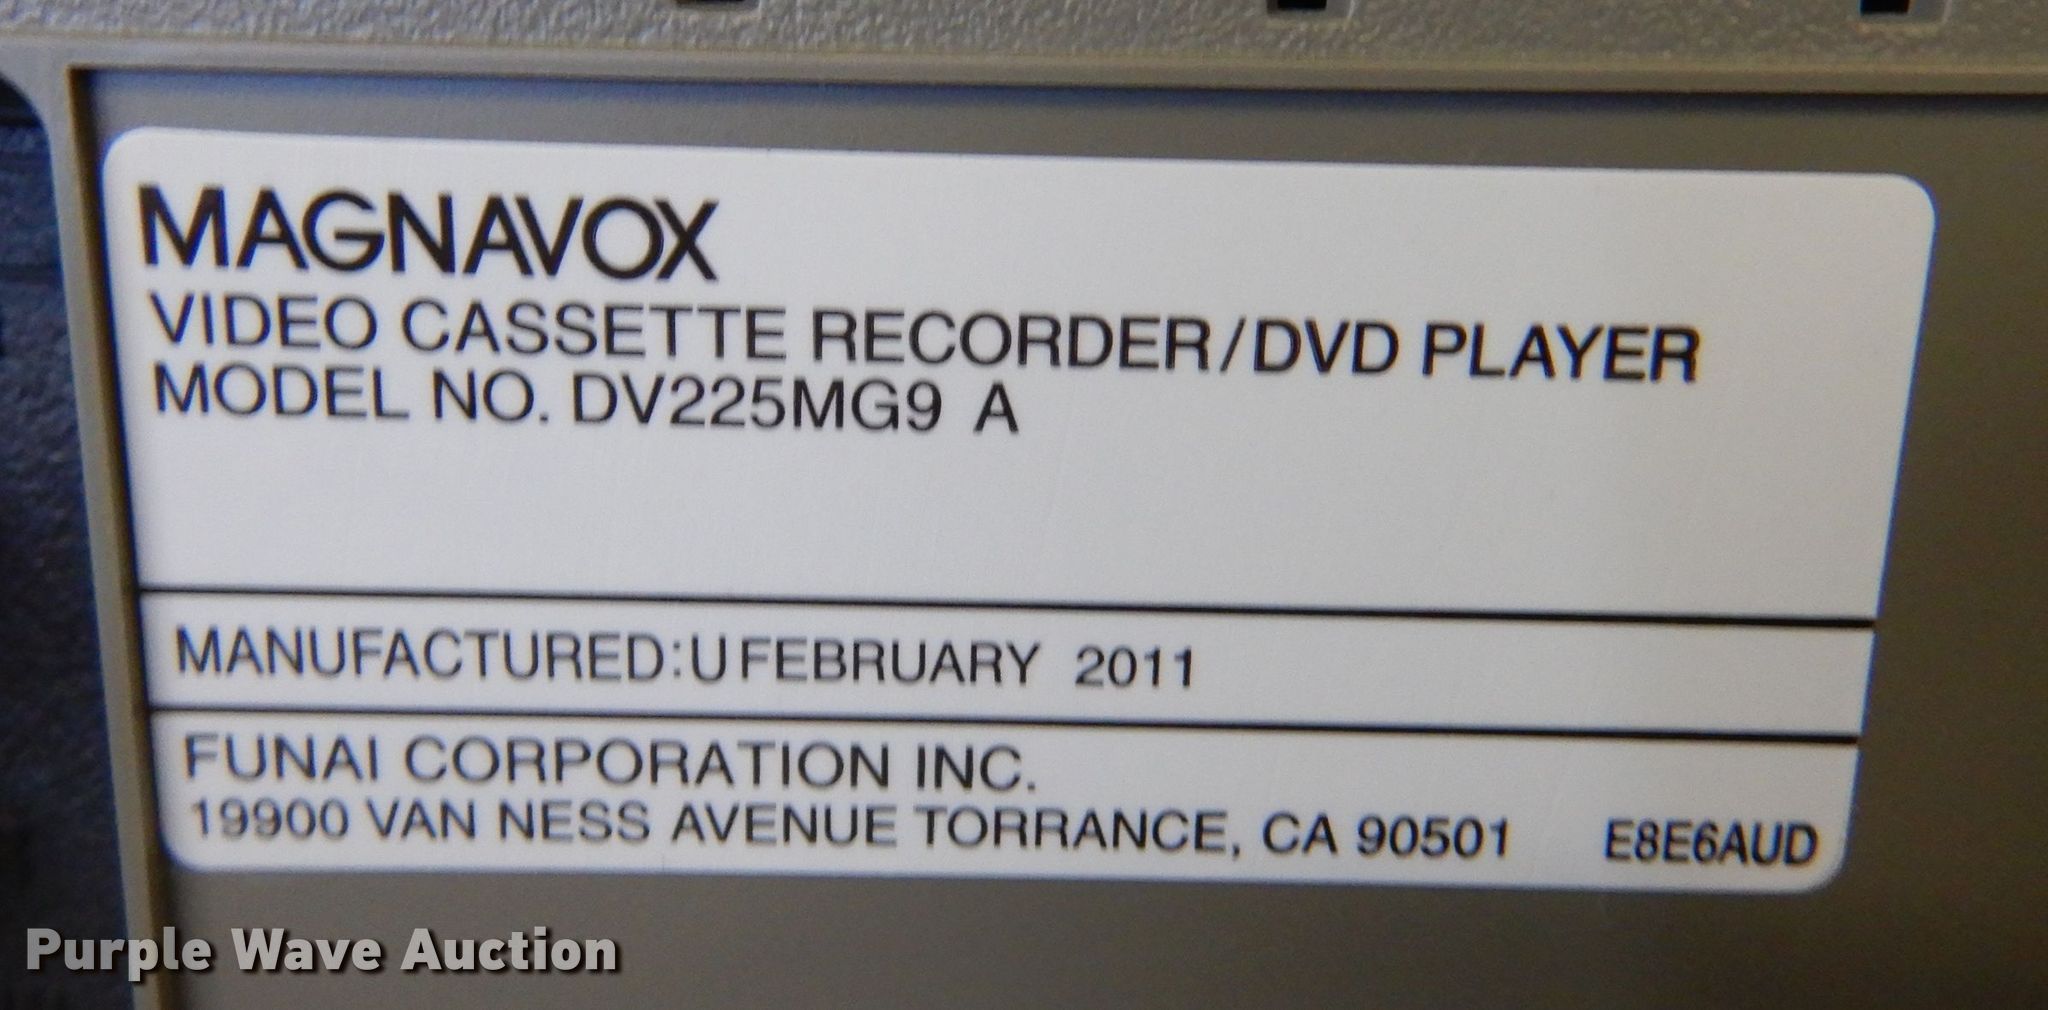 MAGNAVOX
VIDEO CASSETTE RECORDER/DVD PLAYER
MODEL NO. DV225MG9 A
MANUFACTURED:UFEBRUARY 2011
FUNAI CORPORATION INC.
19900 VAN NESS AVENUE TORRANCE, CA 90501 E8E6AUD
Purple Wave Auction